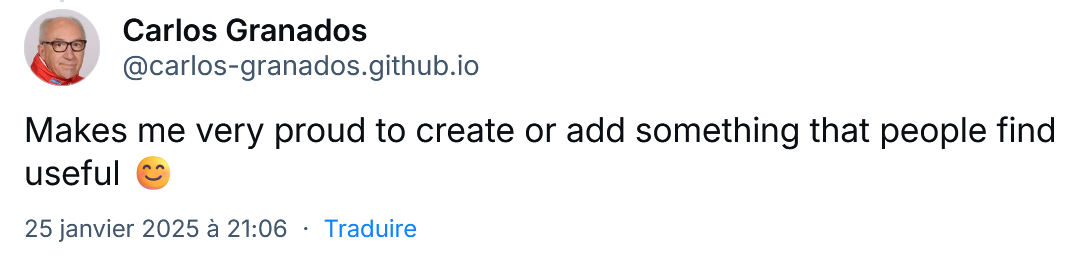 Carlos Granados
@carlos-granados.github.io
Makes me very proud to create or add something that people find
useful 😊
25 janvier 2025 à 21:06 · Traduire